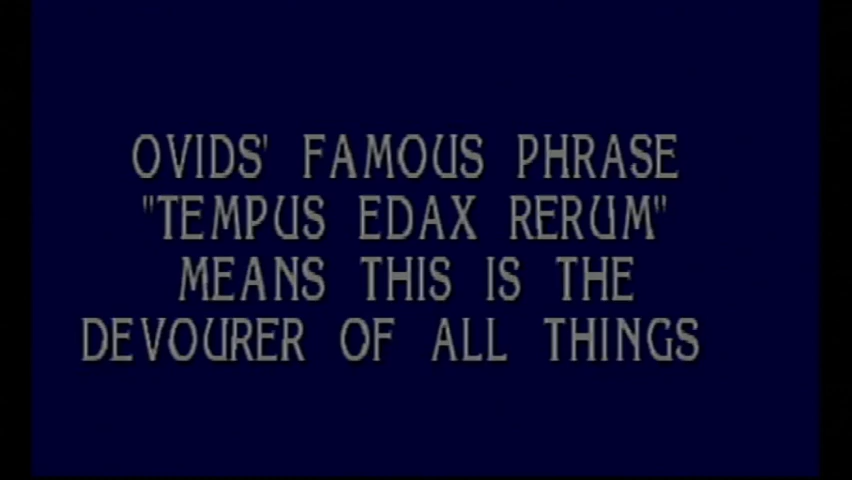 OVIDS' FAMOUS PHRASE
"TEMPUS EDAX RERUM"
MEANS THIS IS THE
DEVOURER OF ALL THINGS